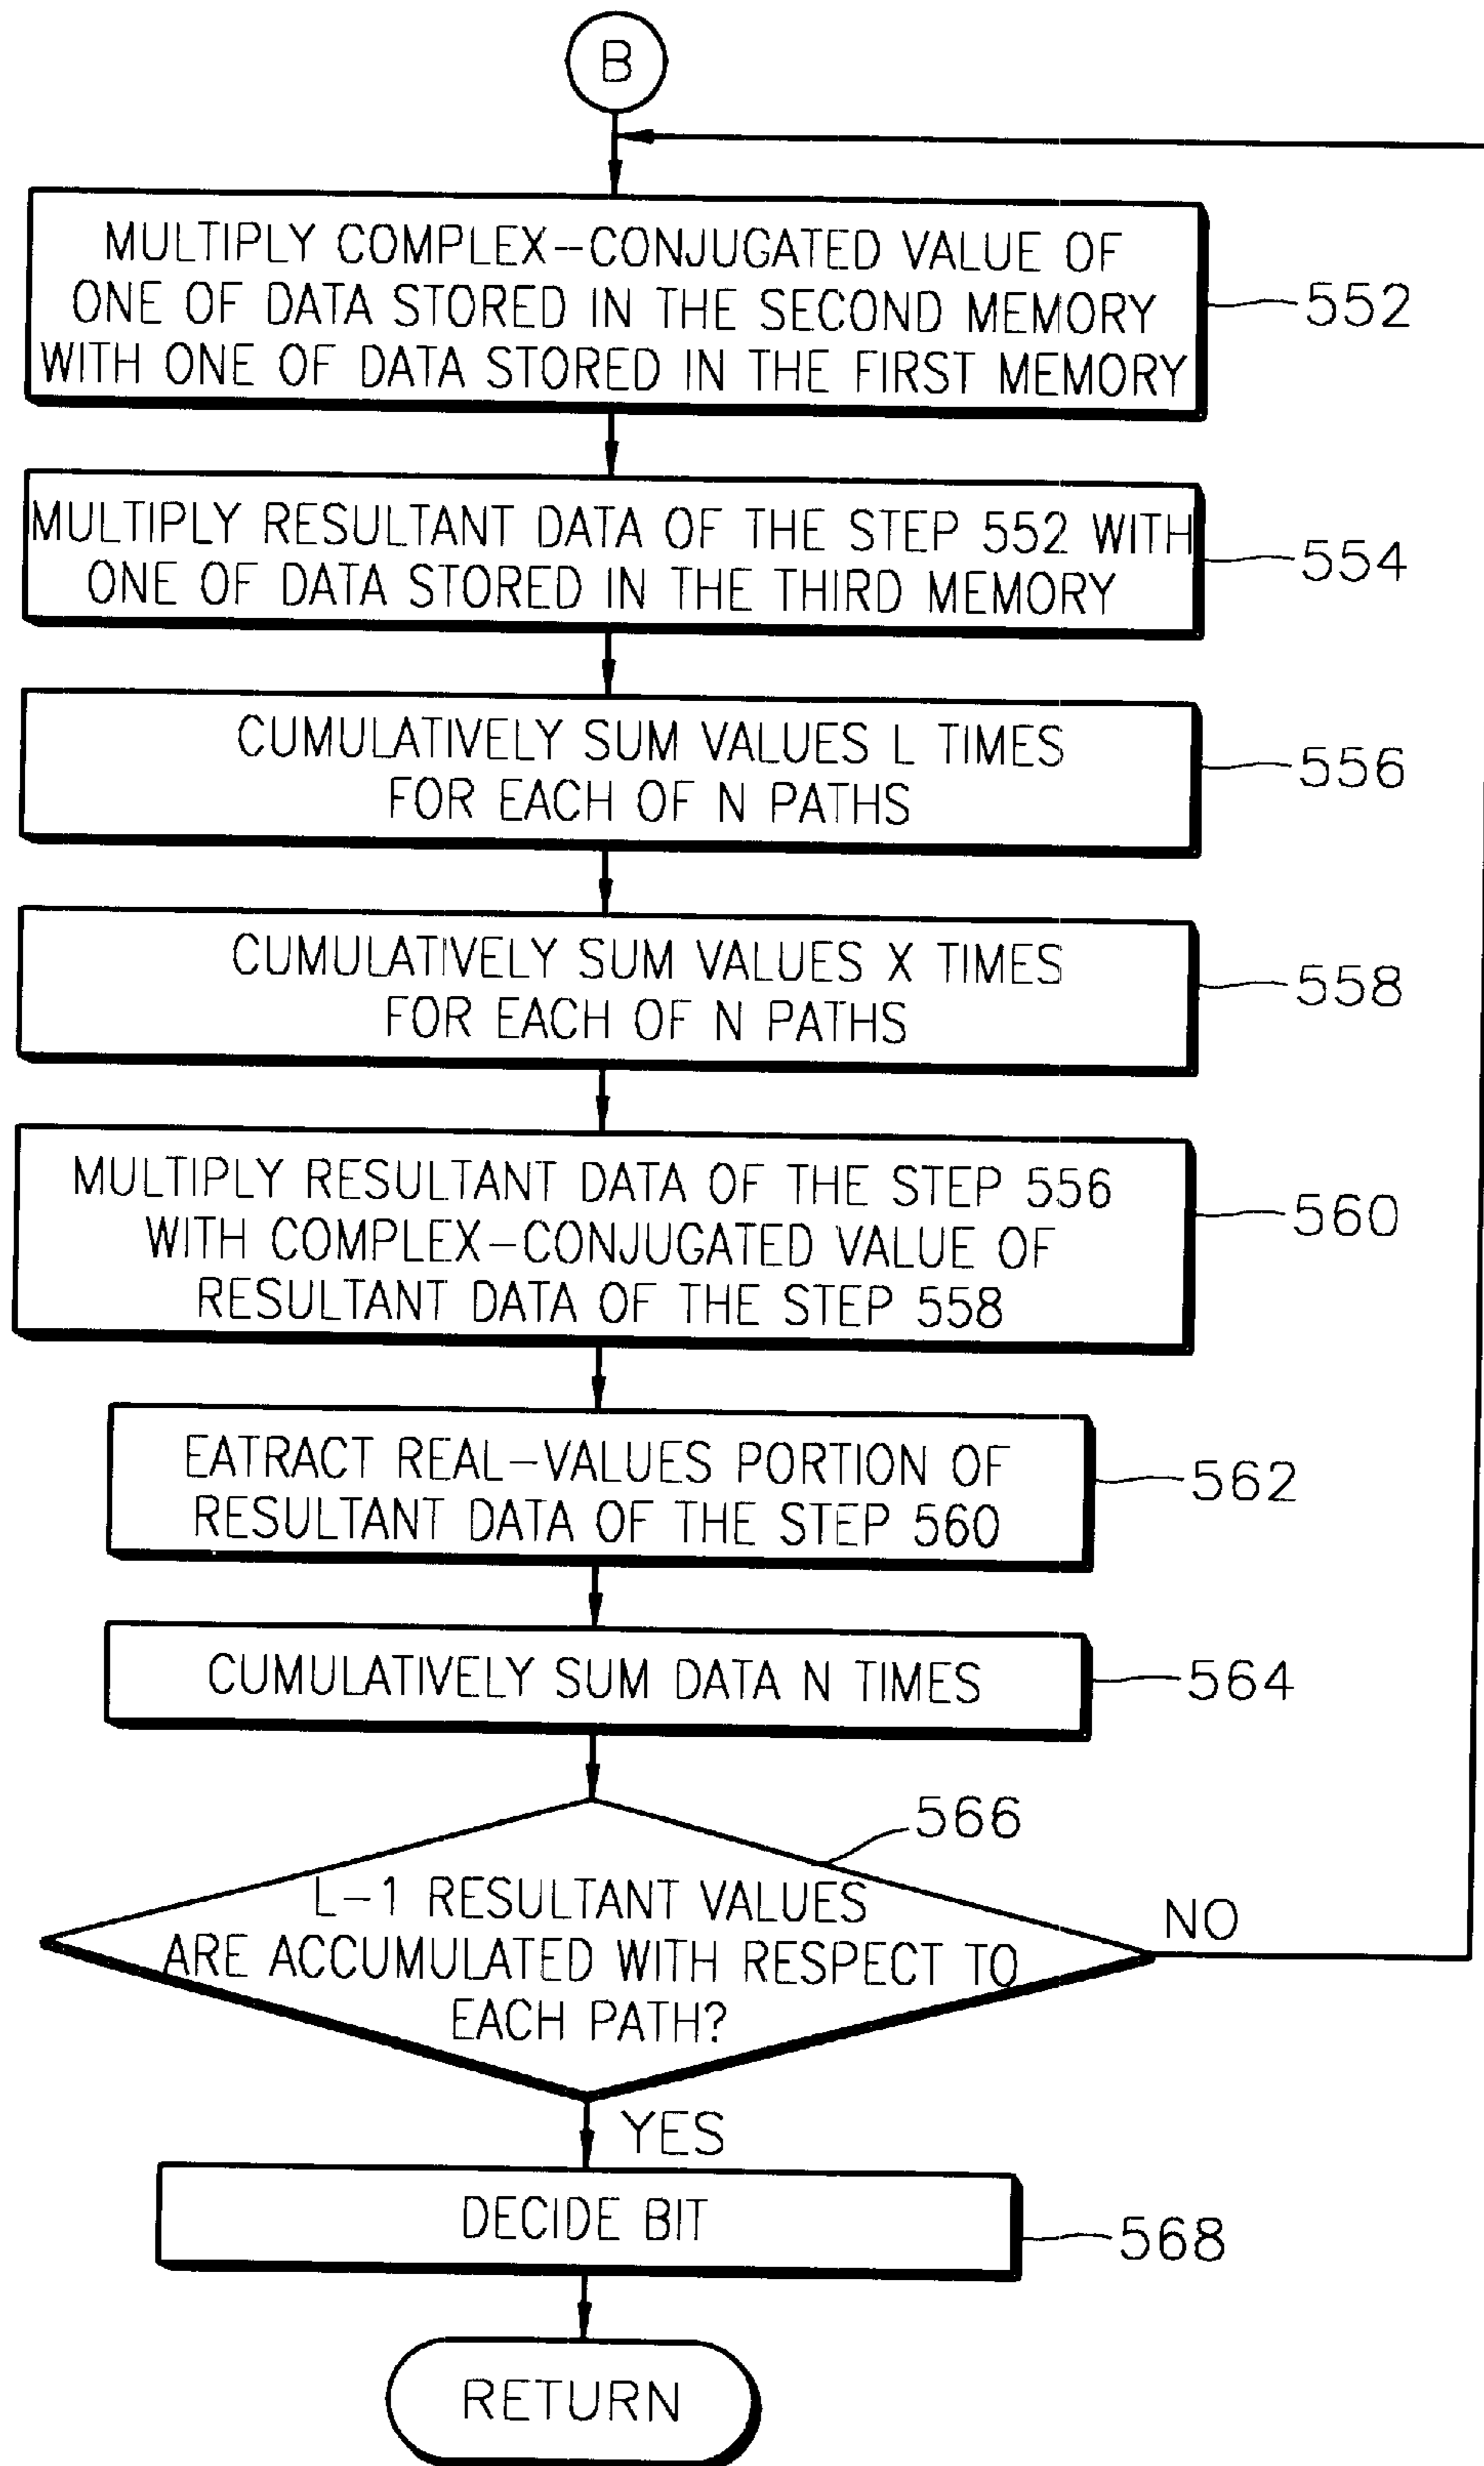 B
MULTIPLY COMPLEX-CONJUGATED VALUE OF
ONE OF DATA STORED IN THE SECOND MEMORY
WITH ONE OF DATA STORED IN THE FIRST MEMORY
552
MULTIPLY RESULTANT DATA OF THE STEP 552 WITH
ONE OF DATA STORED IN THE THIRD MEMORY
554
CUMULATIVELY SUM VALUES L TIMES
FOR EACH OF N PATHS
556
CUMULATIVELY SUM VALUES X TIMES
FOR EACH OF N PATHS
558
MULTIPLY RESULTANT DATA OF THE STEP 556
WITH COMPLEX-CONJUGATED VALUE OF
RESULTANT DATA OF THE STEP 558
560
EATRACT REAL-VALUES PORTION OF
RESULTANT DATA OF THE STEP 560
562
CUMULATIVELY SUM DATA N TIMES
564
566
L-1 RESULTANT VALUES
ARE ACCUMULATED WITH RESPECT TO
EACH PATH?
NO
YES
DECIDE BIT
568
RETURN